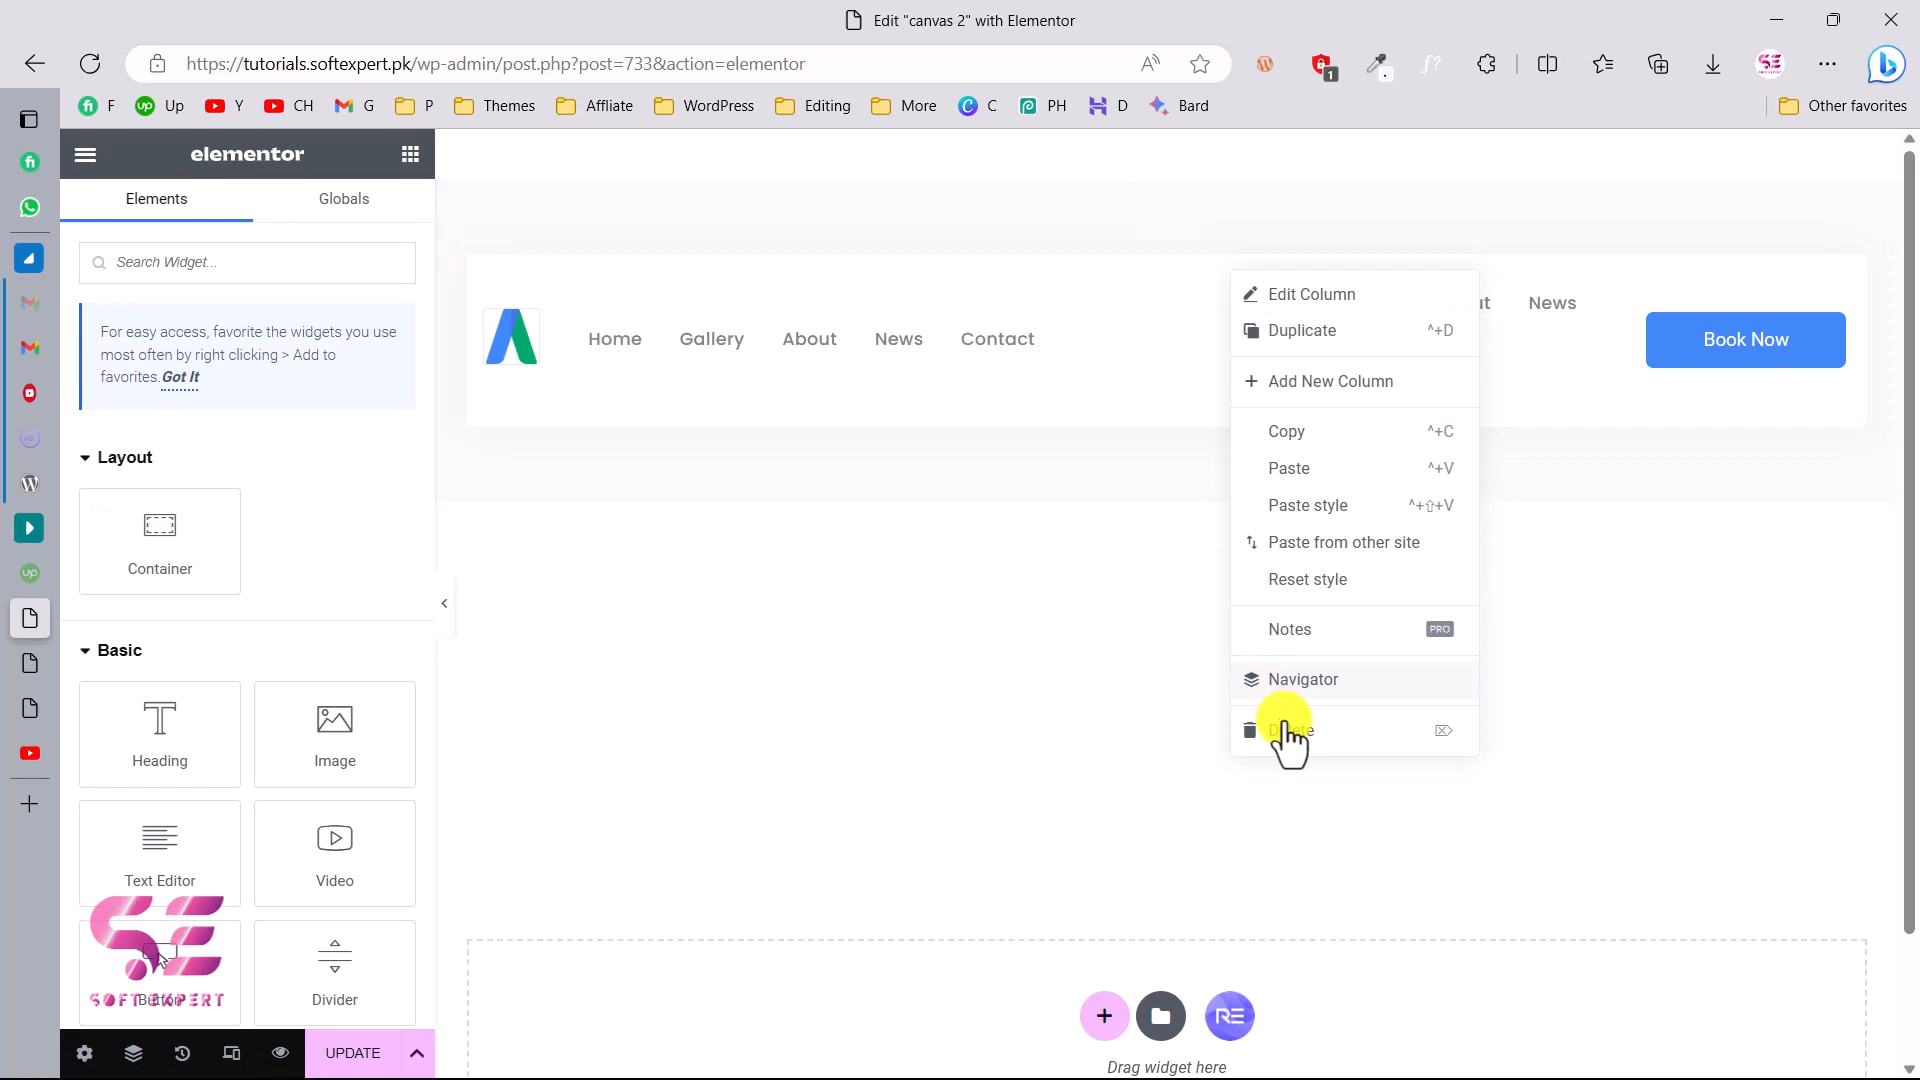 Edit "canvas 2" with Elementor
https://tutorials.softexpert.pk/wp-admin/post.php?post=733&action=elementor
F Up Y CH G P Themes Affliate WordPress Editing More C PH D Bard Other favorites
elementor
Elements Globals
Search Widget...
For easy access, favorite the widgets you use
most often by right clicking > Add to
favorites. Got It
Layout
Container
Basic
Heading Image
Text Editor Video
Button Divider
SOFT EXPERT
UPDATE
Home Gallery About News Contact
News
Book Now
Edit Column
Duplicate ^+D
Add New Column
Copy ^+C
Paste ^+V
Paste style ^+⇧+V
Paste from other site
Reset style
Notes PRO
Navigator
Delete
RE
Drag widget here